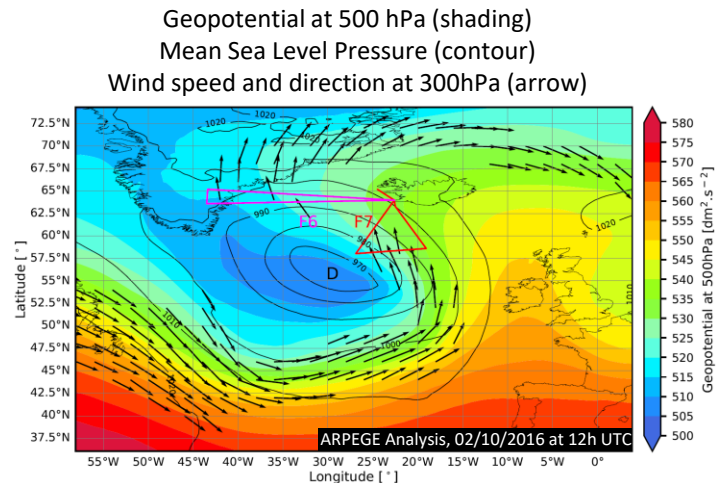 Geopotential at 500 hPa (shading)
Mean Sea Level Pressure (contour)
Wind speed and direction at 300hPa (arrow)
72.5°N
70°N
67.5°N
65°N
62.5°N
60°N
57.5°N
55°N
52.5°N
50°N
47.5°N
45°N
42.5°N
40°N
37.5°N
Latitude [°]
1020
1020
1020
990
F6
F7
970
D
1010
1000
1020
1010
ARPEGE Analysis, 02/10/2016 at 12h UTC
55°W 50°W 45°W 40°W 35°W 30°W 25°W 20°W 15°W 10°W 5°W 0°
Longitude [°]
580
575
570
565
560
555
550
545
540
535
530
525
520
515
510
505
500
Geopotential at 500hPa [dm².s⁻²]